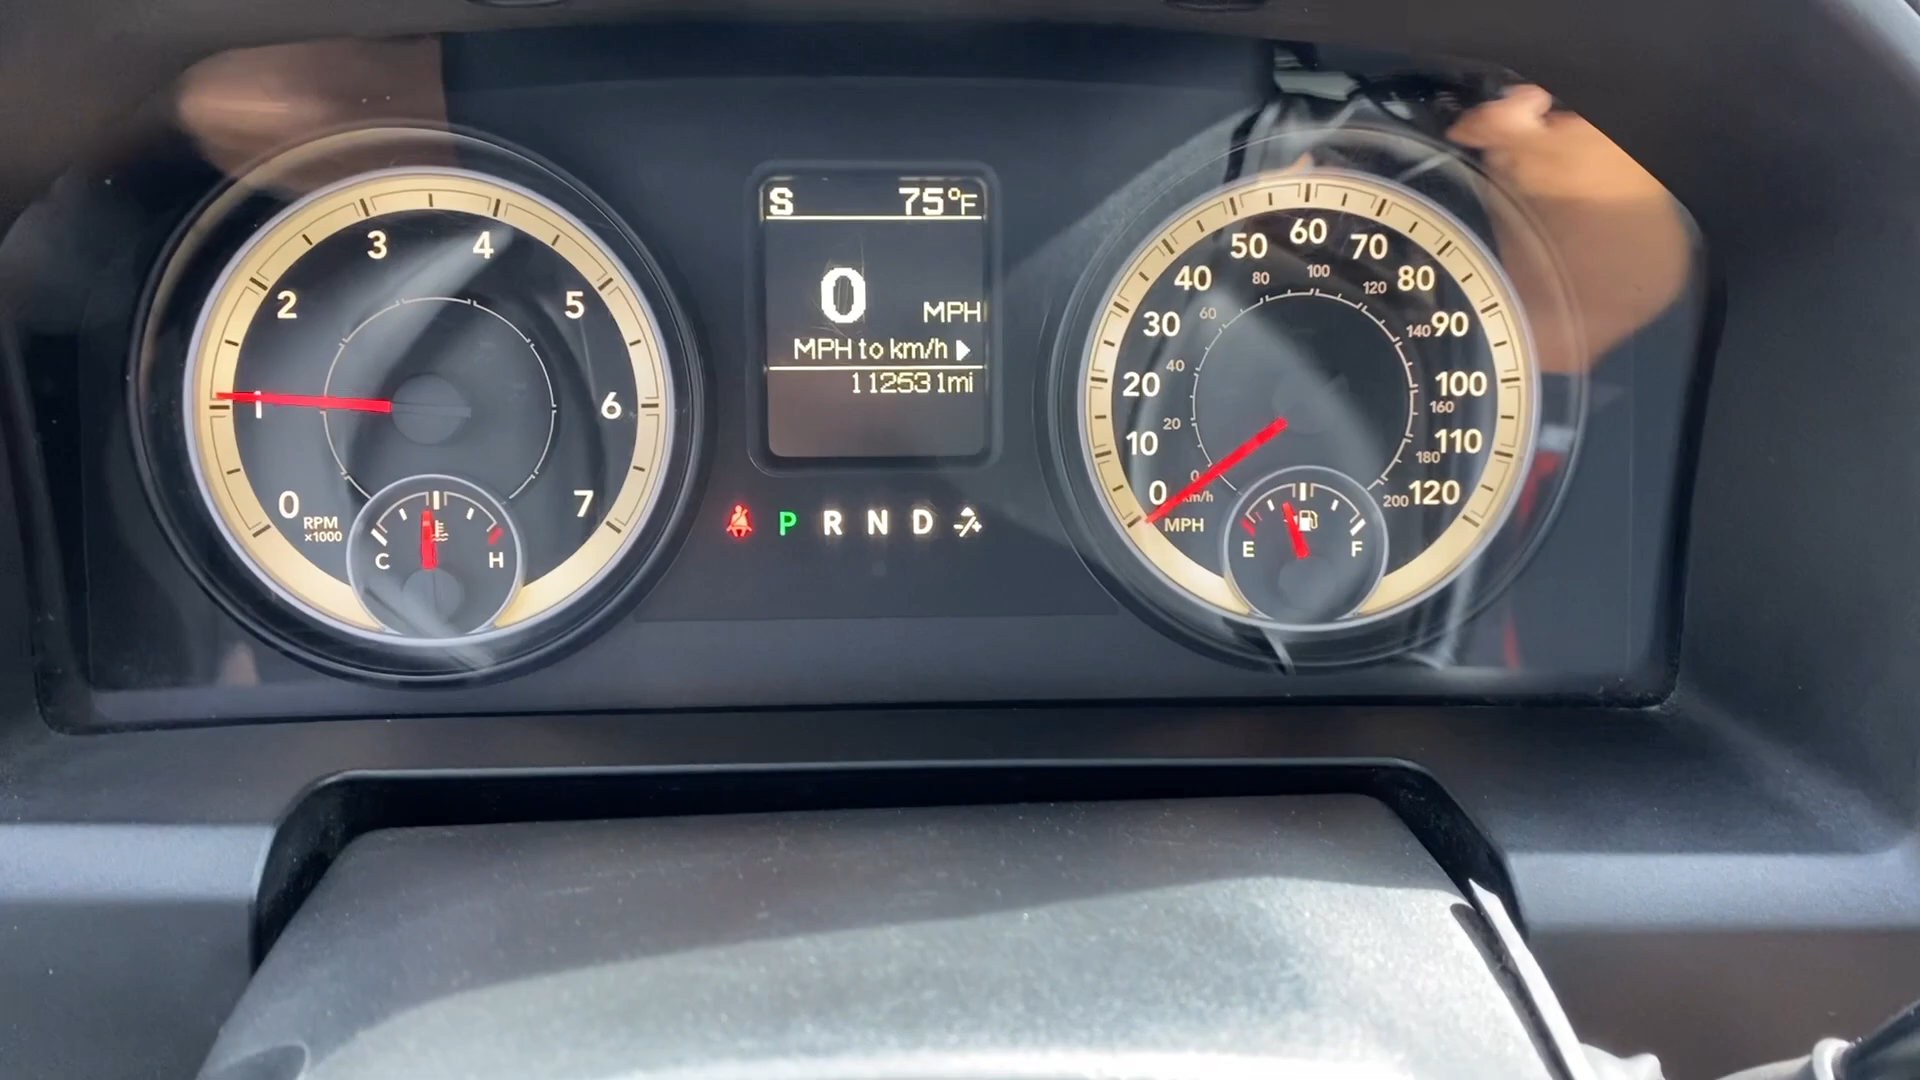 S 75°F
0 MPH
MPH to km/h
112531mi
P R N D
0 1 2 3 4 5 6 7
RPM
×1000
C H
0 10 20 30 40 50 60 70 80 90 100 110 120
0 20 40 60 80 100 120 140 160 180 200
km/h
MPH
E F